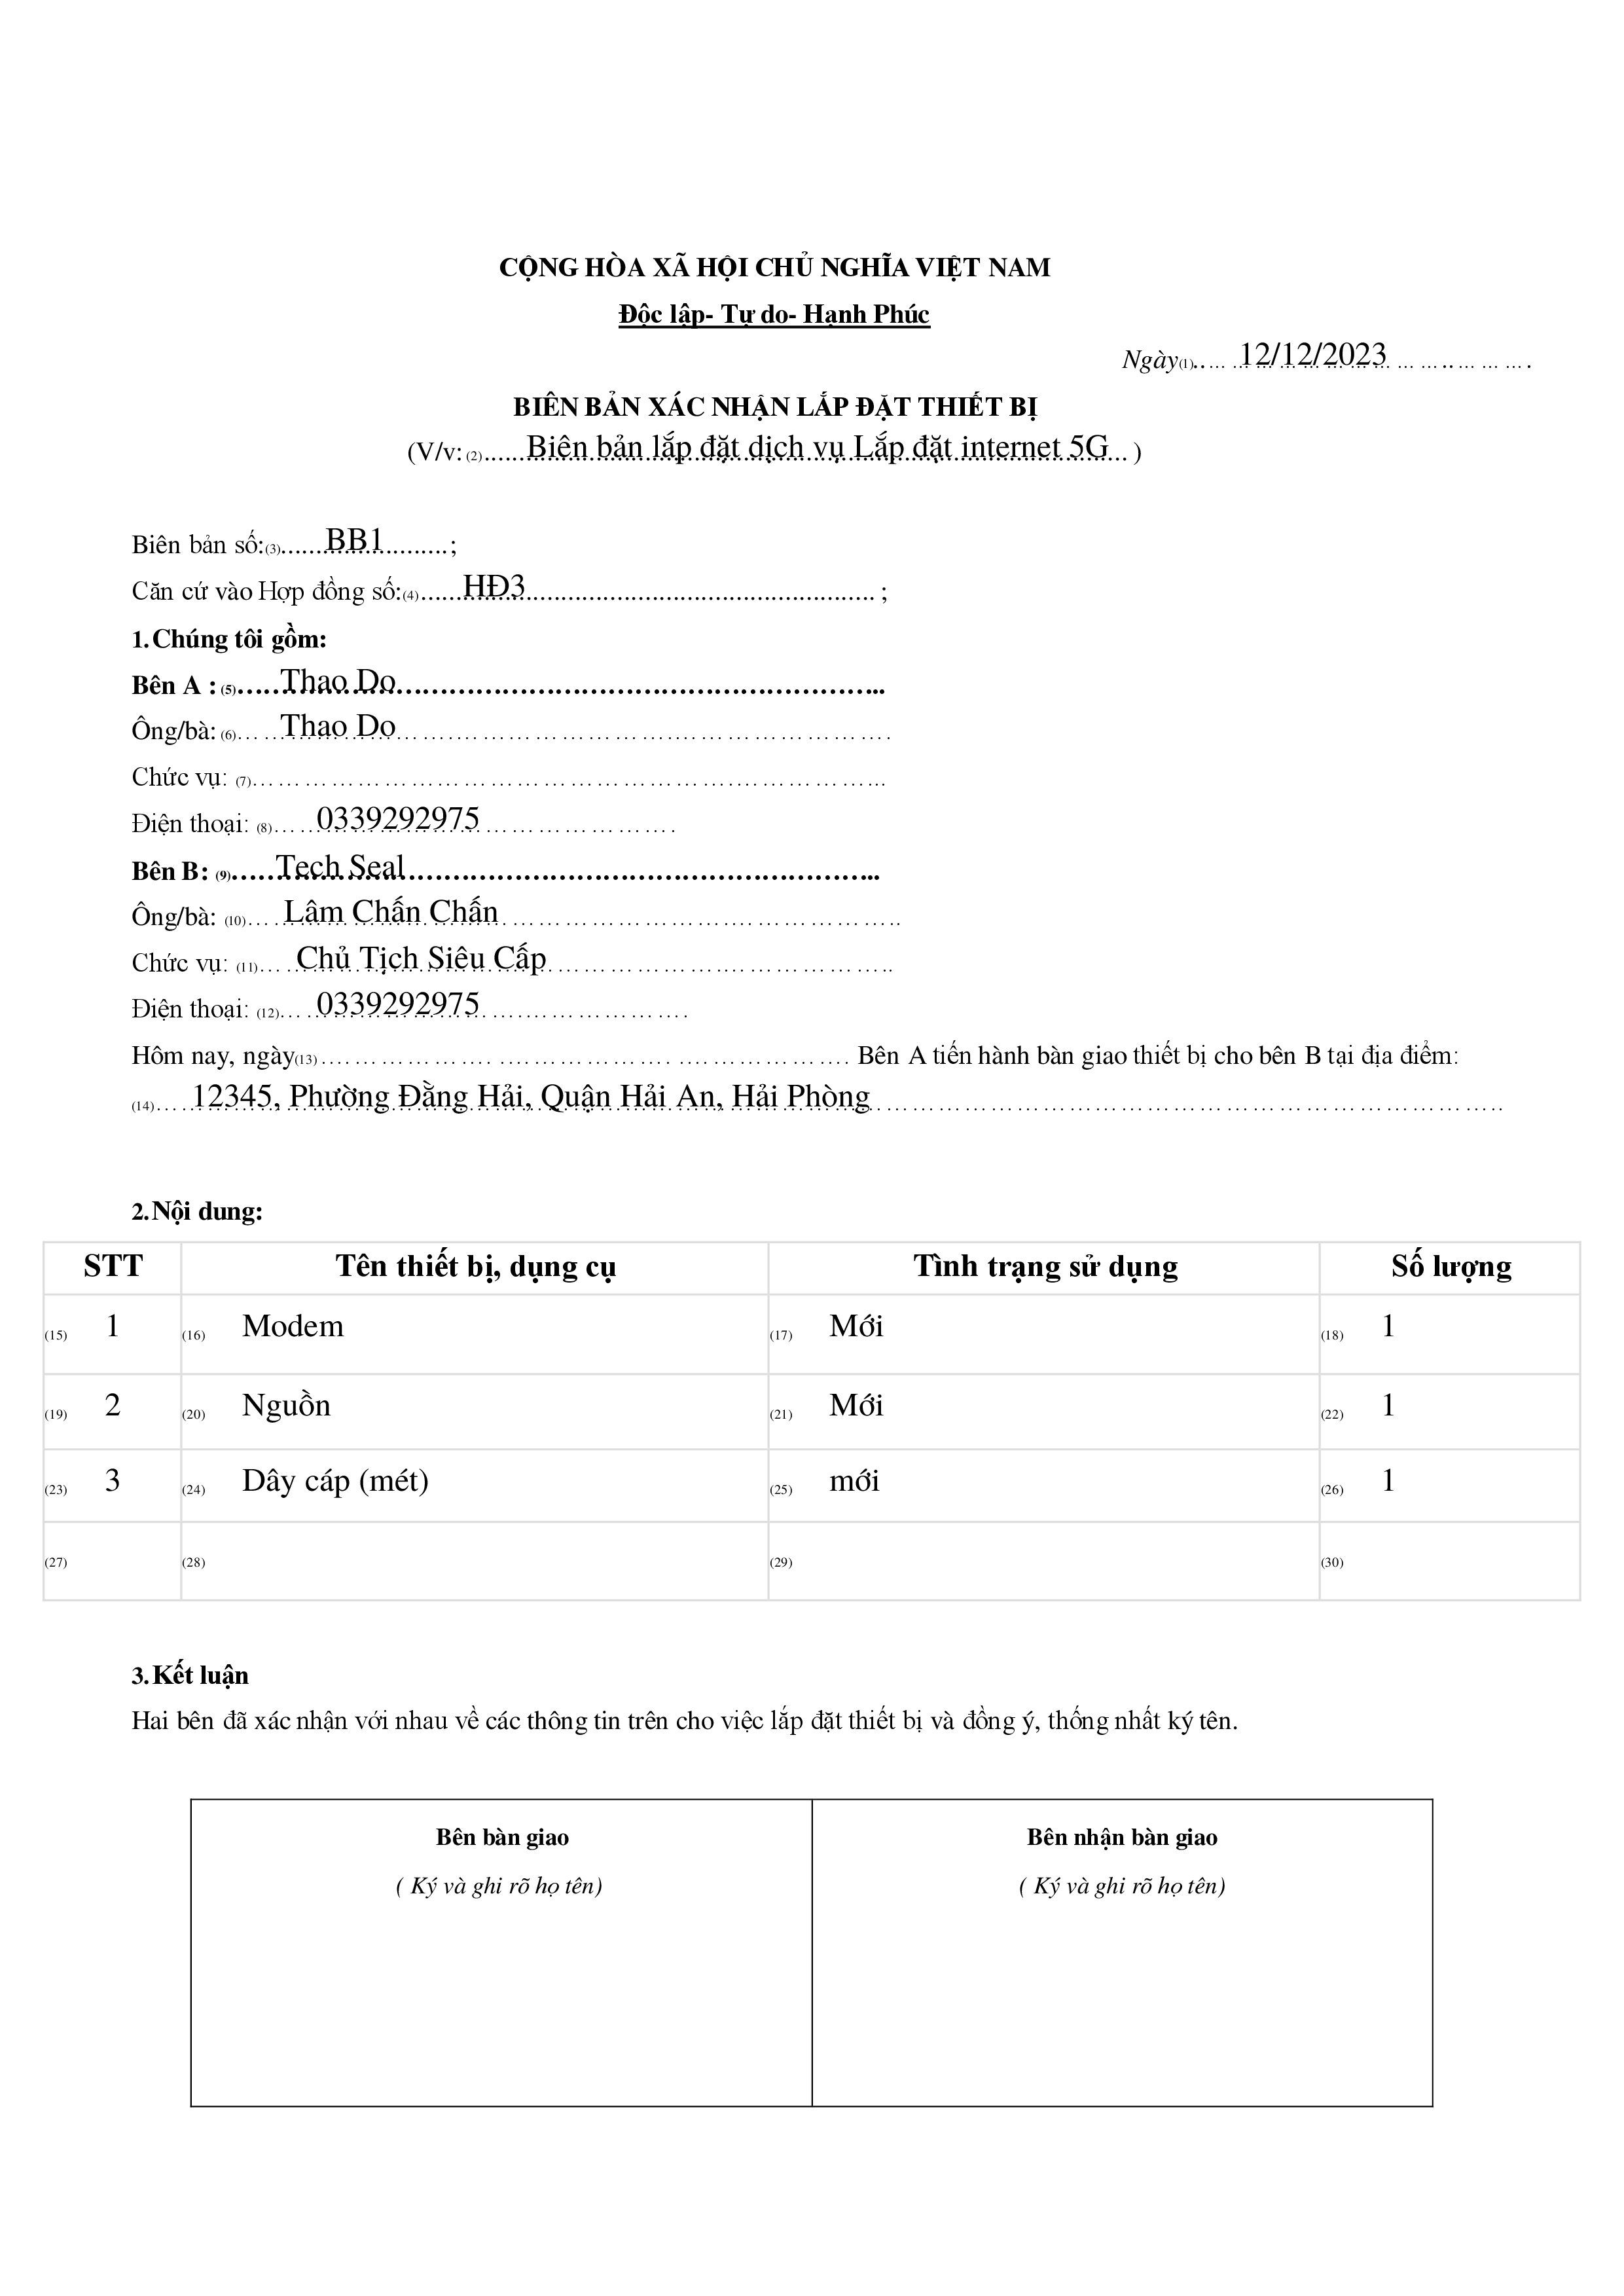 CỘNG HÒA XÃ HỘI CHỦ NGHĨA VIỆT NAM
Độc lập- Tự do- Hạnh Phúc
Ngày(1)..… 12/12/2023 ……..………
BIÊN BẢN XÁC NHẬN LẮP ĐẶT THIẾT BỊ
(V/v: (2)...... Biên bản lắp đặt dịch vụ Lắp đặt internet 5G ... )
Biên bản số:(3)...... BB1 .........;
Căn cứ vào Hợp đồng số:(4)...... HĐ3 .................................................. ;
1.Chúng tôi gồm:
Bên A : (5)…… Thao Do ……………………………………………..
Ông/bà: (6)…… Thao Do …………………………………………….
Chức vụ: (7)……………………………………………………………...
Điện thoại: (8)…… 0339292975 …………………….
Bên B: (9)…… Tech Seal ……………………………………………..
Ông/bà: (10)…… Lâm Chấn Chấn ……………………………………..
Chức vụ: (11)…… Chủ Tịch Siêu Cấp …………………………………..
Điện thoại: (12)…… 0339292975 …………………….
Hôm nay, ngày(13)………………………………………………………. Bên A tiến hành bàn giao thiết bị cho bên B tại địa điểm:
(14)…… 12345, Phường Đằng Hải, Quận Hải An, Hải Phòng ……………………………………………………..
2.Nội dung:
STT Tên thiết bị, dụng cụ Tình trạng sử dụng Số lượng
(15) 1 (16) Modem (17) Mới (18) 1
(19) 2 (20) Nguồn (21) Mới (22) 1
(23) 3 (24) Dây cáp (mét) (25) mới (26) 1
(27) (28) (29) (30)
3.Kết luận
Hai bên đã xác nhận với nhau về các thông tin trên cho việc lắp đặt thiết bị và đồng ý, thống nhất ký tên.
Bên bàn giao Bên nhận bàn giao
( Ký và ghi rõ họ tên) ( Ký và ghi rõ họ tên)